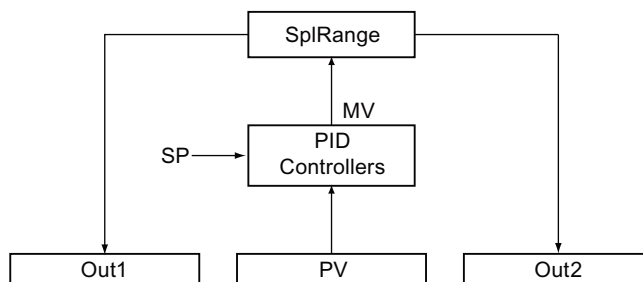 SplRange
MV
SP
PID
Controllers
Out1
PV
Out2